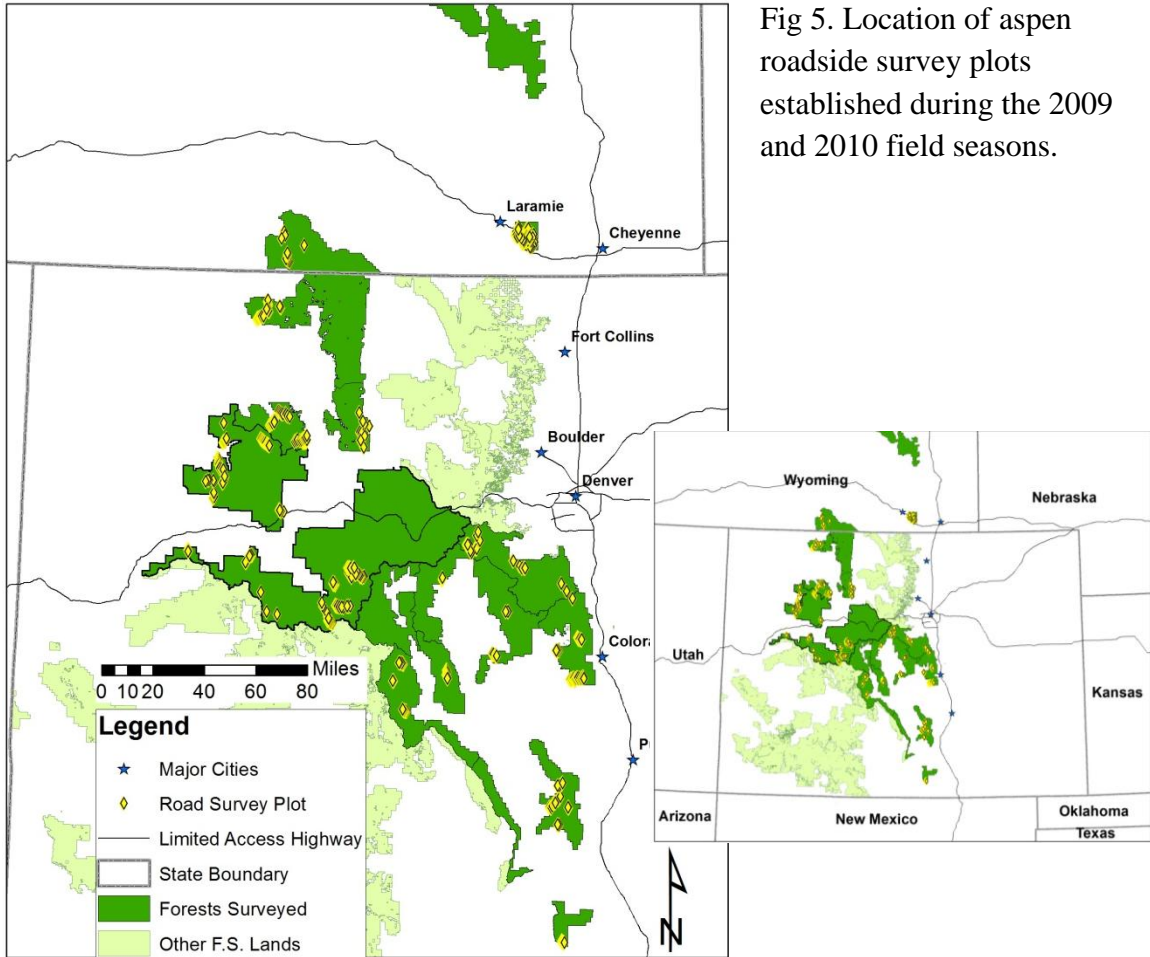 Fig 5. Location of aspen
roadside survey plots
established during the 2009
and 2010 field seasons.
Laramie
Cheyenne
Fort Collins
Boulder
Denver
Colora
P
Miles
0 10 20 40 60 80
Legend
Major Cities
Road Survey Plot
Limited Access Highway
State Boundary
Forests Surveyed
Other F.S. Lands
N
Wyoming
Nebraska
Utah
Kansas
Arizona
New Mexico
Oklahoma
Texas